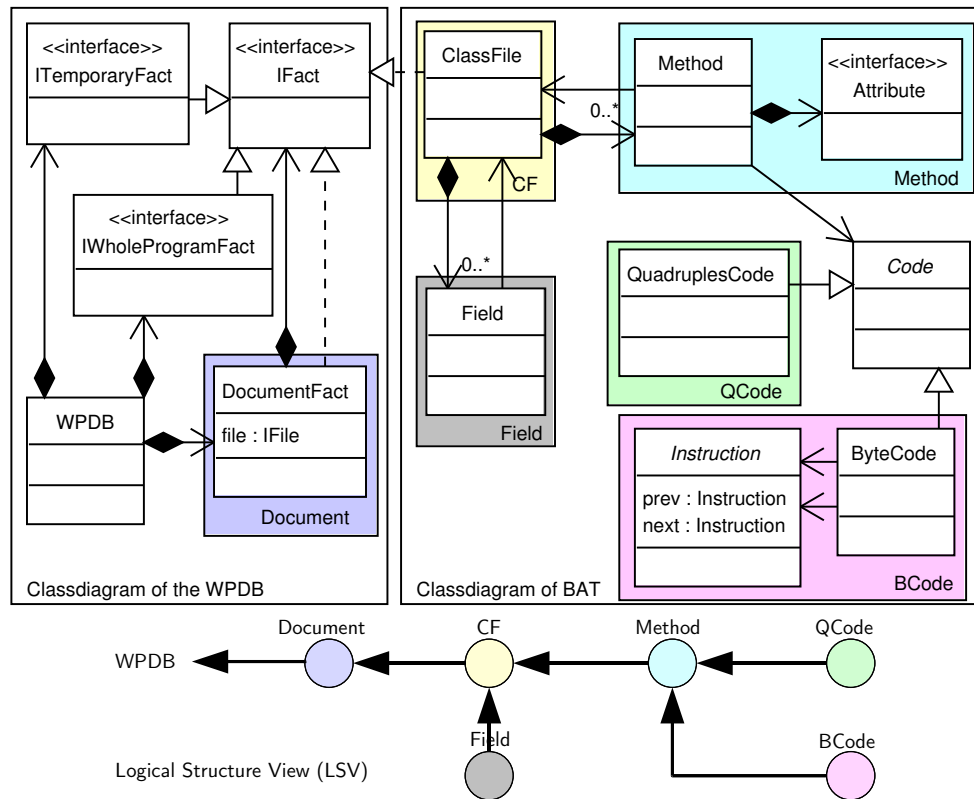 <<interface>>
ITemporaryFact
<<interface>>
IFact
<<interface>>
IWholeProgramFact
WPDB
DocumentFact
file : IFile
Document
Classdiagram of the WPDB
ClassFile
CF
0..*
Method
<<interface>>
Attribute
Method
0..*
Field
Field
QuadruplesCode
QCode
Code
Instruction
prev : Instruction
next : Instruction
ByteCode
BCode
Classdiagram of BAT
Document
CF
Method
QCode
WPDB
Field
BCode
Logical Structure View (LSV)